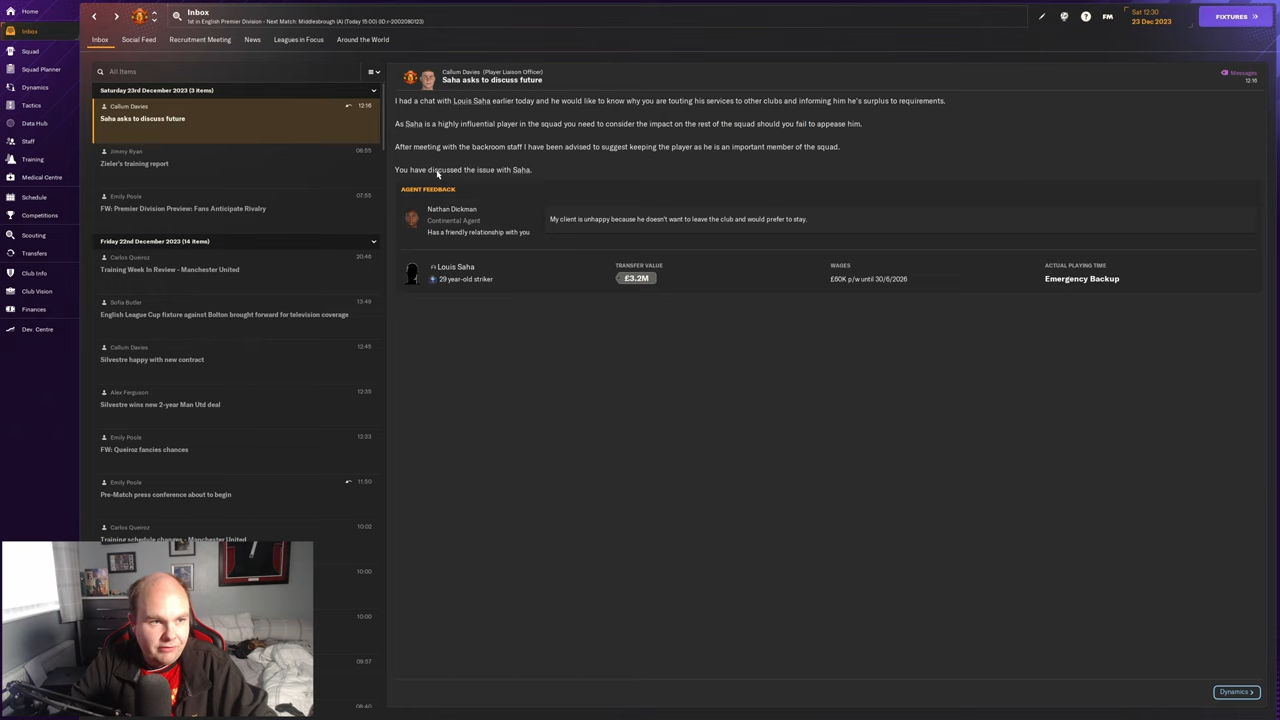 Home
Inbox
Squad
Squad Planner
Dynamics
Tactics
Data Hub
Staff
Training
Medical Centre
Schedule
Competitions
Scouting
Transfers
Club Info
Club Vision
Finances
Dev. Centre
Inbox
1st in English Premier Division - Next Match: Middlesbrough (A) (Today 15:00) (ID: r-2002080123)
FM
Sat 12:30
23 Dec 2023
FIXTURES
Inbox
Social Feed
Recruitment Meeting
News
Leagues in Focus
Around the World
All Items
Saturday 23rd December 2023 (3 items)
Callum Davies
12:16
Saha asks to discuss future
Jimmy Ryan
08:55
Zieler's training report
Emily Poole
07:55
FW: Premier Division Preview: Fans Anticipate Rivalry
Friday 22nd December 2023 (14 items)
Carlos Queiroz
20:46
Training Week In Review - Manchester United
Sofia Butler
13:49
English League Cup fixture against Bolton brought forward for television coverage
Callum Davies
12:45
Silvestre happy with new contract
Alex Ferguson
12:35
Silvestre wins new 2-year Man Utd deal
Emily Poole
12:33
FW: Queiroz fancies chances
Emily Poole
11:50
Pre-Match press conference about to begin
Carlos Queiroz
10:02
Training schedule changes - Manchester United
10:00
10:00
09:57
08:40
Callum Davies (Player Liaison Officer)
Saha asks to discuss future
Messages
12:16
I had a chat with Louis Saha earlier today and he would like to know why you are touting his services to other clubs and informing him he's surplus to requirements.
As Saha is a highly influential player in the squad you need to consider the impact on the rest of the squad should you fail to appease him.
After meeting with the backroom staff I have been advised to suggest keeping the player as he is an important member of the squad.
You have discussed the issue with Saha.
AGENT FEEDBACK
Nathan Dickman
Continental Agent
Has a friendly relationship with you
My client is unhappy because he doesn't want to leave the club and would prefer to stay.
Louis Saha
29 year-old striker
TRANSFER VALUE
£3.2M
WAGES
£60K p/w until 30/6/2026
ACTUAL PLAYING TIME
Emergency Backup
Dynamics